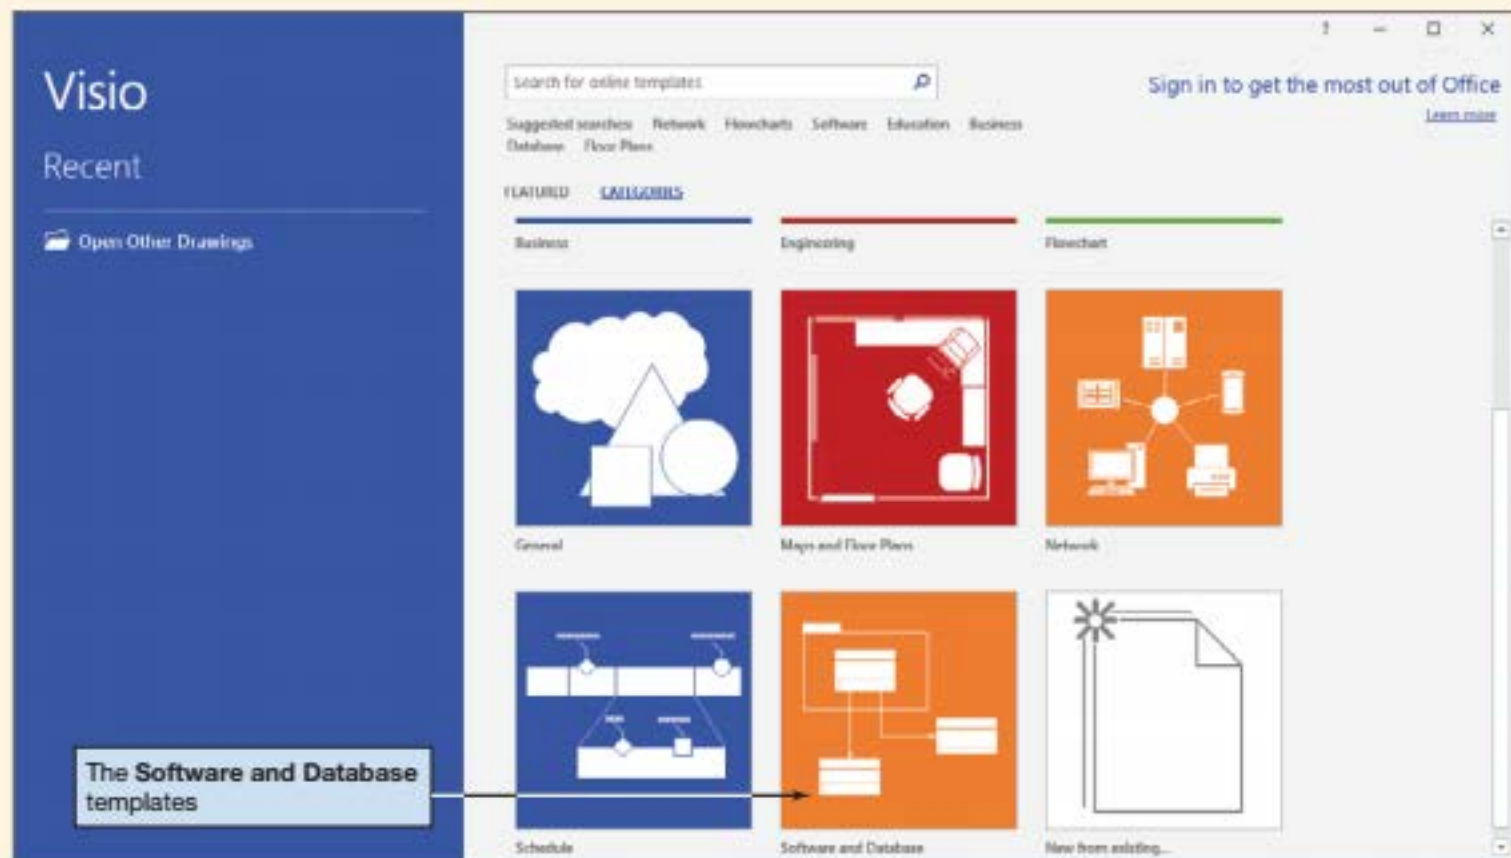 Visio
Recent
Open Other Drawings
?
Search for online templates
Sign in to get the most out of Office
Learn more
Suggested searches: Network Flowcharts Software Education Business
Database Floor Plans
FEATURED CATEGORIES
Business Engineering Flowchart
General Maps and Floor Plans Network
The Software and Database
templates
Schedule Software and Database New from existing...